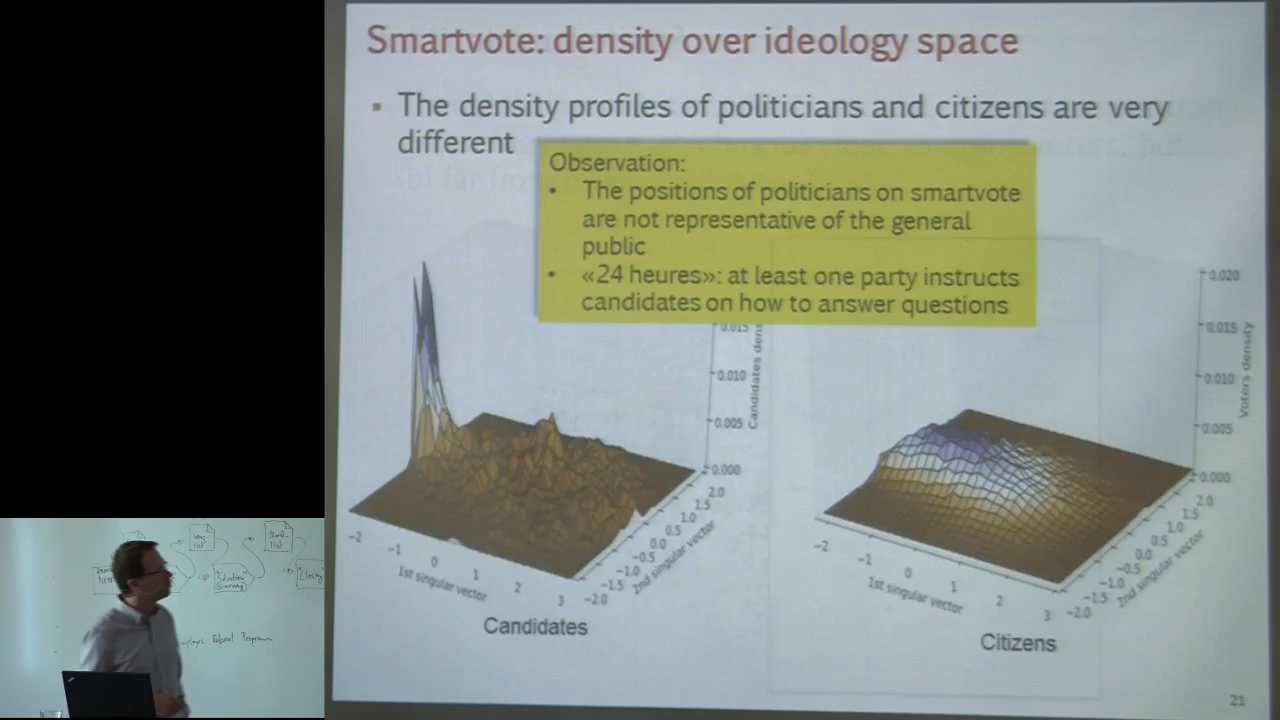 Smartvote: density over ideology space
▪ The density profiles of politicians and citizens are very
different
Observation:
• The positions of politicians on smartvote
are not representative of the general
public
• «24 heures»: at least one party instructs
candidates on how to answer questions
0.015
0.010
0.005
0.000
Candidates
2.0
1.5
1.0
0.5
0.0
-0.5
-1.0
-1.5
-2.0
2nd singular vector
-2
-1
0
1
2
3
1st singular vector
Candidates
0.020
0.015
0.010
0.005
0.000
Voters density
2.0
1.5
1.0
0.5
0.0
-0.5
-1.0
-1.5
-2.0
2nd singular vector
-2
-1
0
1
2
3
1st singular vector
Citizens
21
long
list
Short-
list